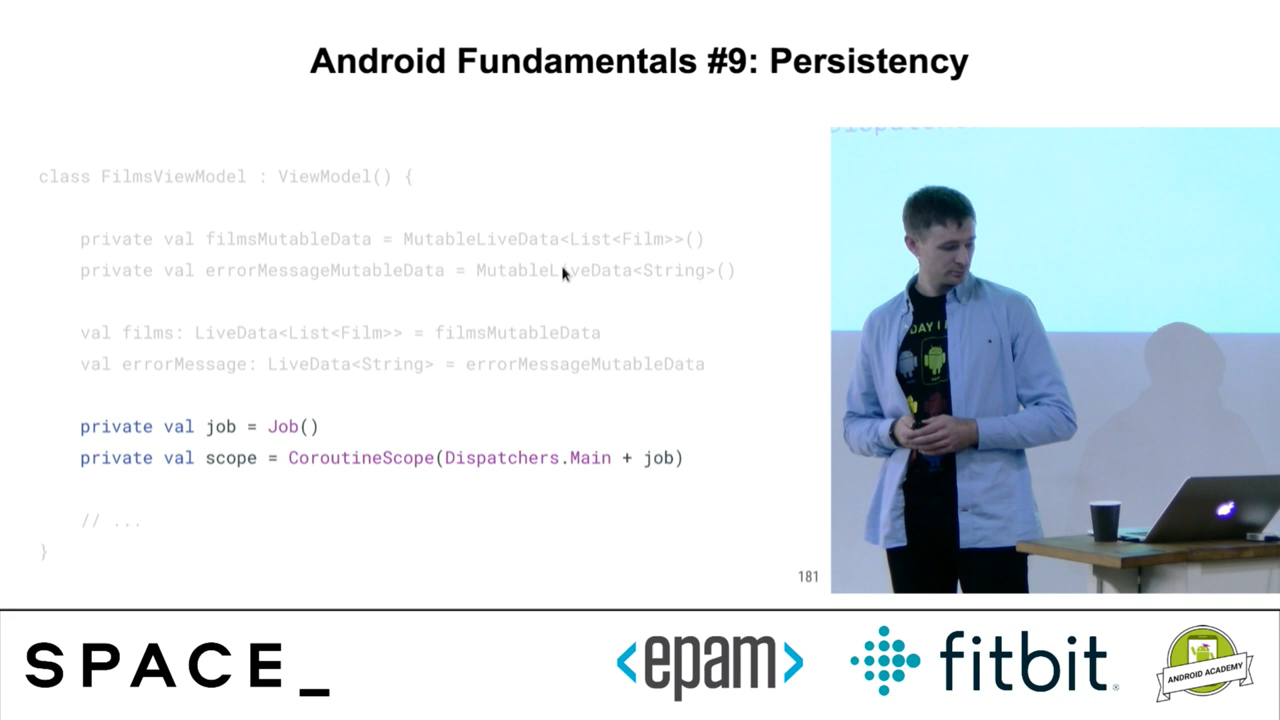 Android Fundamentals #9: Persistency
class FilmsViewModel : ViewModel() {
private val filmsMutableData = MutableLiveData<List<Film>>()
private val errorMessageMutableData = MutableLiveData<String>()
val films: LiveData<List<Film>> = filmsMutableData
val errorMessage: LiveData<String> = errorMessageMutableData
private val job = Job()
private val scope = CoroutineScope(Dispatchers.Main + job)
// ...
}
181
DAY I
SPACE_
<epam>
fitbit®
ANDROID ACADEMY